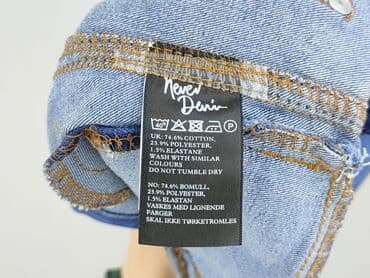 Never
Denim
40°
P
UK: 74.6% COTTON,
23.9% POLYESTER,
1.5% ELASTANE
WASH WITH SIMILAR
COLOURS
DO NOT TUMBLE DRY
NO: 74.6% BOMULL,
23.9% POLYESTER,
1.5% ELASTAN
VASKES MED LIGNENDE
FARGER
SKAL IKKE TØRKETROMLES